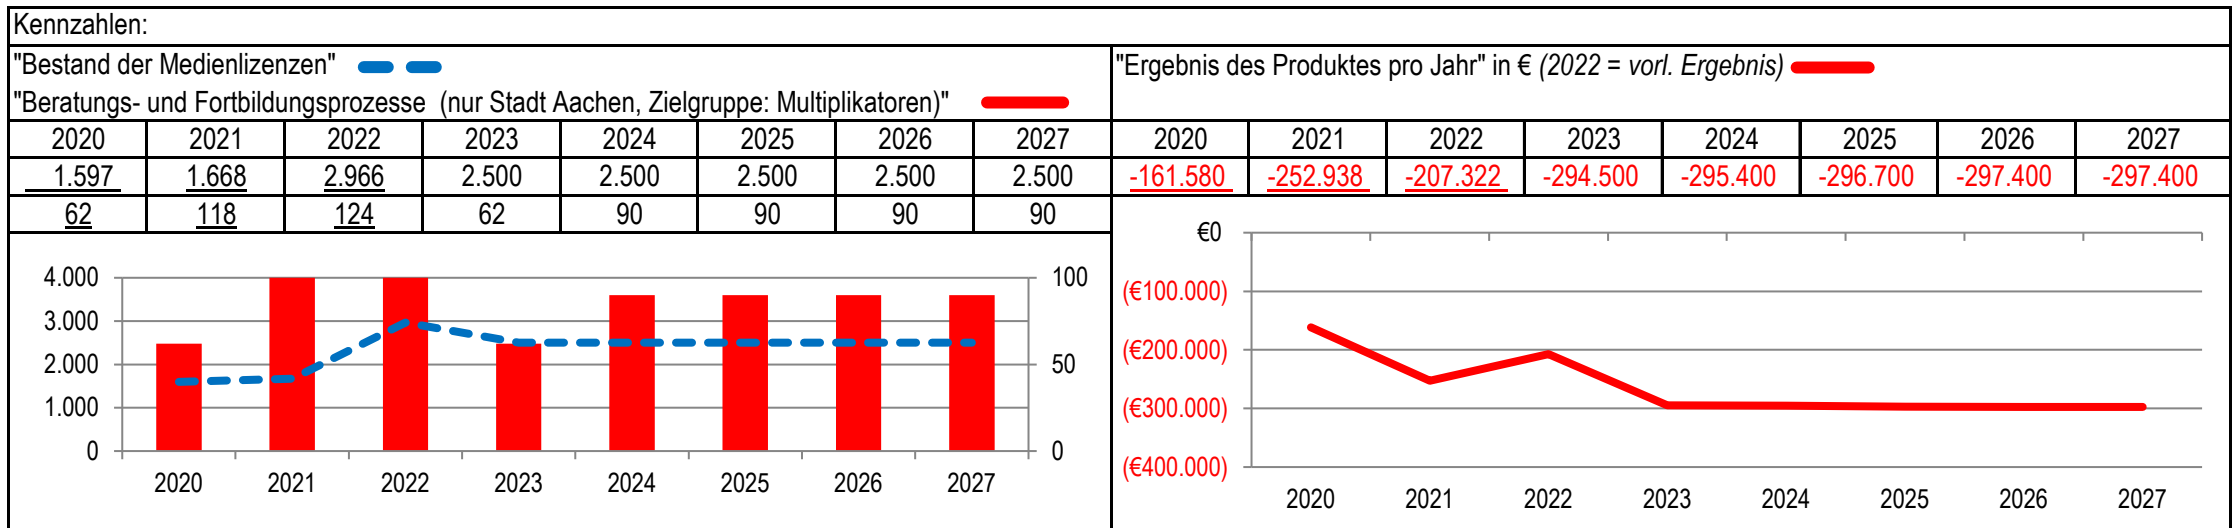 Kennzahlen:
"Bestand der Medienlizenzen"
"Beratungs- und Fortbildungsprozesse (nur Stadt Aachen, Zielgruppe: Multiplikatoren)"
2020 2021 2022 2023 2024 2025 2026 2027
1.597 1.668 2.966 2.500 2.500 2.500 2.500 2.500
62 118 124 62 90 90 90 90
4.000 100
3.000
2.000 50
1.000
0 0
2020 2021 2022 2023 2024 2025 2026 2027
"Ergebnis des Produktes pro Jahr" in € (2022 = vorl. Ergebnis)
2020 2021 2022 2023 2024 2025 2026 2027
-161.580 -252.938 -207.322 -294.500 -295.400 -296.700 -297.400 -297.400
€0
(€100.000)
(€200.000)
(€300.000)
(€400.000)
2020 2021 2022 2023 2024 2025 2026 2027